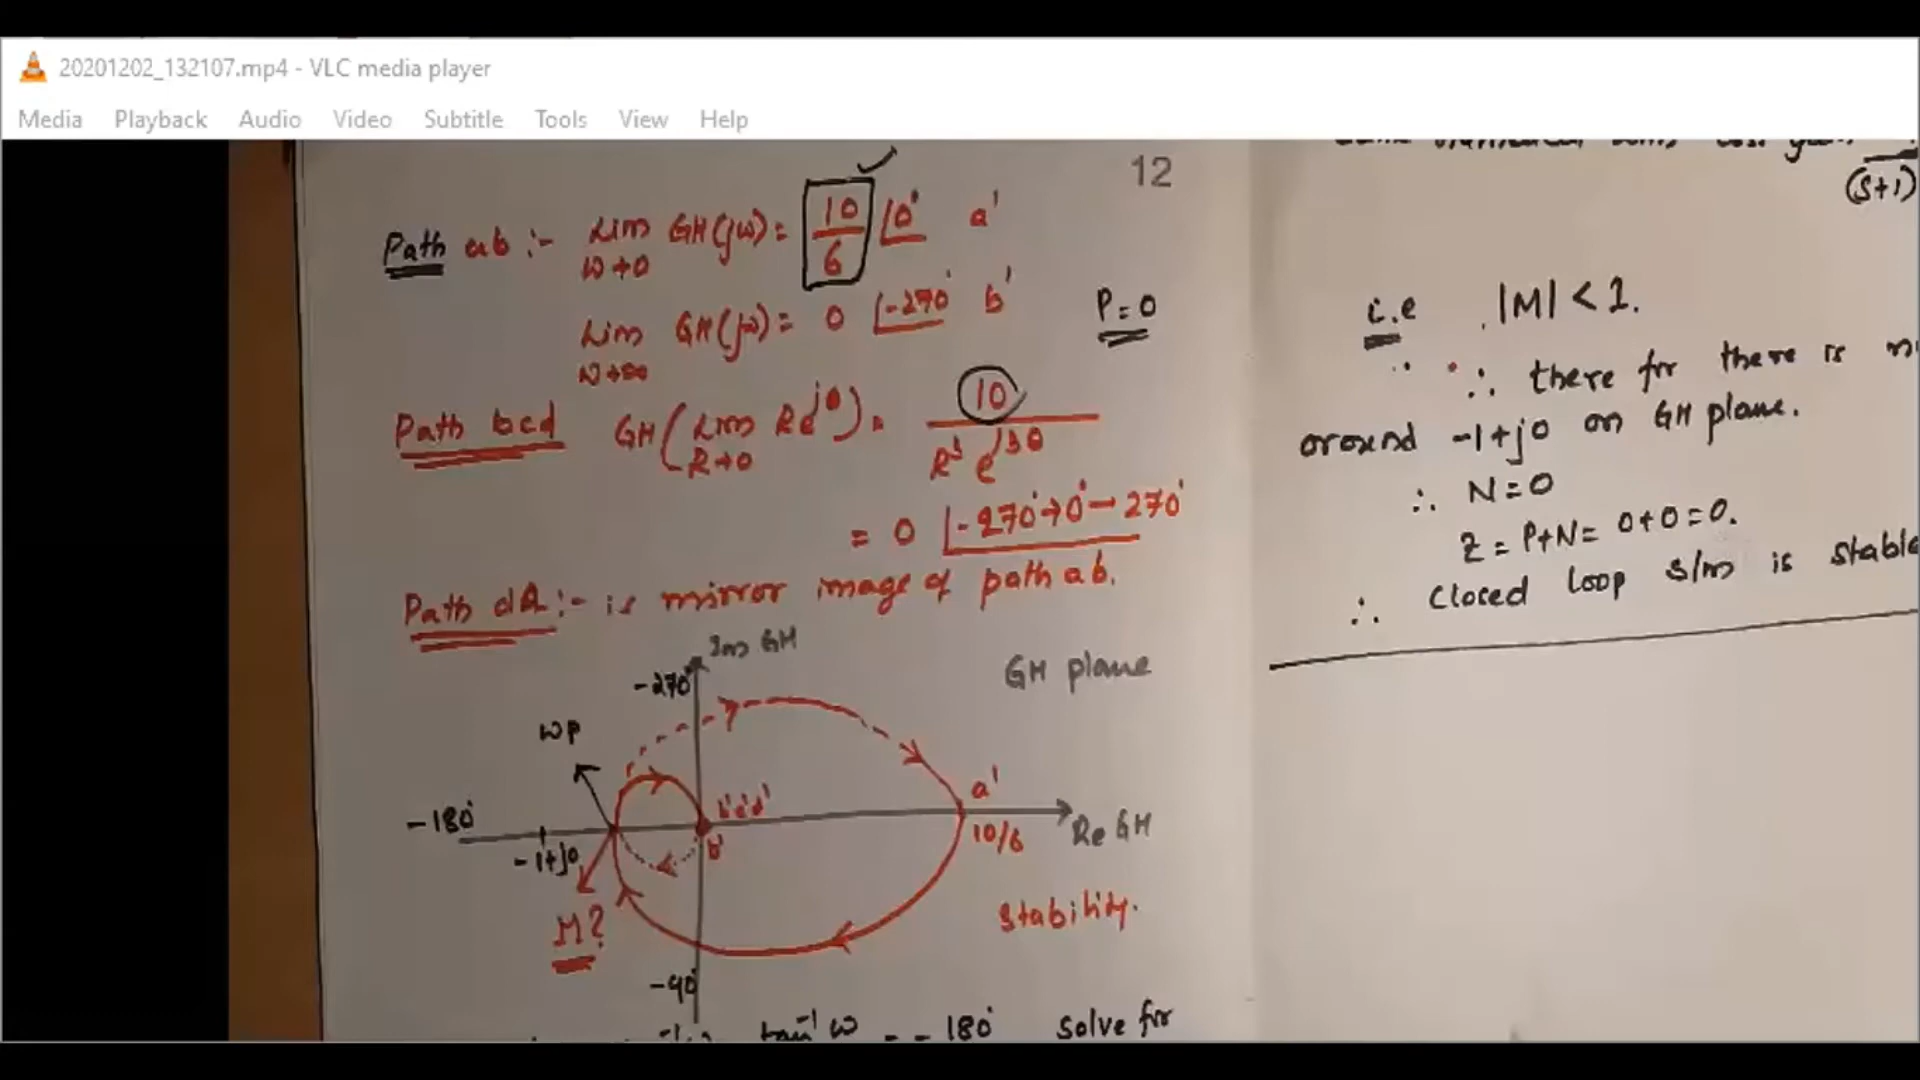 20201202_132107.mp4 - VLC media player
Media Playback Audio Video Subtitle Tools View Help
12
Path ab :- Lim GH(jω) = 10/6 ∠0° a'
ω→0
Lim GH(jω) = 0 ∠-270° b'
P = 0
Path bcd GH(Lim Re^jθ) = 10
R→0 R³ e^j3θ
= 0 ∠-270°→0°→270°
Path da :- is mirror image of path ab.
Im GH
GH plane
-270°
ωp
a'
b'c'd'
-180°
-1+j0
b'
10/6
Re GH
M?
Stability.
-90°
tan⁻¹ ω = -180° Solve for
(s+1)
i.e |M| < 1.
∴ there for there is
around -1+j0 on GH plane.
∴ N = 0
Z = P+N = 0+0 = 0.
∴ Closed loop s/m is stable